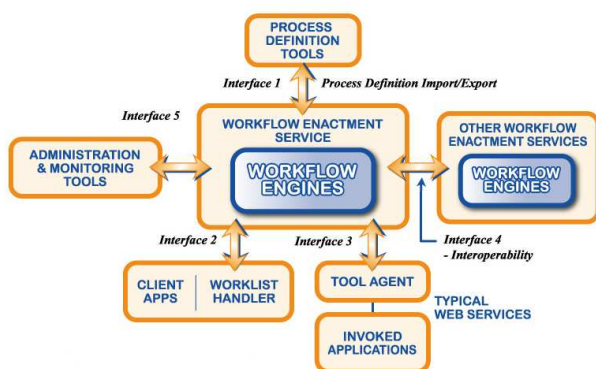 PROCESS
DEFINITION
TOOLS
Interface 1
Process Definition Import/Export
Interface 5
WORKFLOW ENACTMENT
SERVICE
WORKFLOW
ENGINES
OTHER WORKFLOW
ENACTMENT SERVICES
WORKFLOW
ENGINES
ADMINISTRATION
& MONITORING
TOOLS
Interface 2
Interface 3
Interface 4
- Interoperability
CLIENT
APPS
WORKLIST
HANDLER
TOOL AGENT
TYPICAL
WEB SERVICES
INVOKED
APPLICATIONS